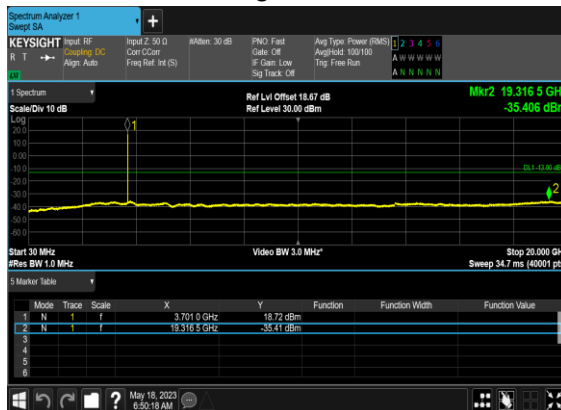 Spectrum Analyzer 1
Swept SA
KEYSIGHT Input: RF Input Z: 50 Ω #Atten: 30 dB PNO: Fast Avg Type: Power (RMS) 1 2 3 4 5 6
R T Coupling: DC Corr CCorr Gate: Off Avg|Hold: 100/100 A W W W W W
Align: Auto Freq Ref: Int (S) IF Gain: Low Trig: Free Run
Sig Track: Off A N N N N N
1 Spectrum Ref Lvl Offset 18.67 dB Mkr2 19.316 5 GH
Scale/Div 10 dB Ref Level 30.00 dBm -35.406 dBr
Log
20.0
10.0
0.00
-10.0 DL1 -13.00 dB
-20.0
-30.0
-40.0
-50.0
-60.0
1
2
Start 30 MHz Video BW 3.0 MHz* Stop 20.000 GH
#Res BW 1.0 MHz Sweep 34.7 ms (40001 pt
5 Marker Table
Mode Trace Scale X Y Function Function Width Function Value
1 N 1 f 3.701 0 GHz 18.72 dBm
2 N 1 f 19.316 5 GHz -35.41 dBm
3
4
5
6
? May 18, 2023
6:50:18 AM